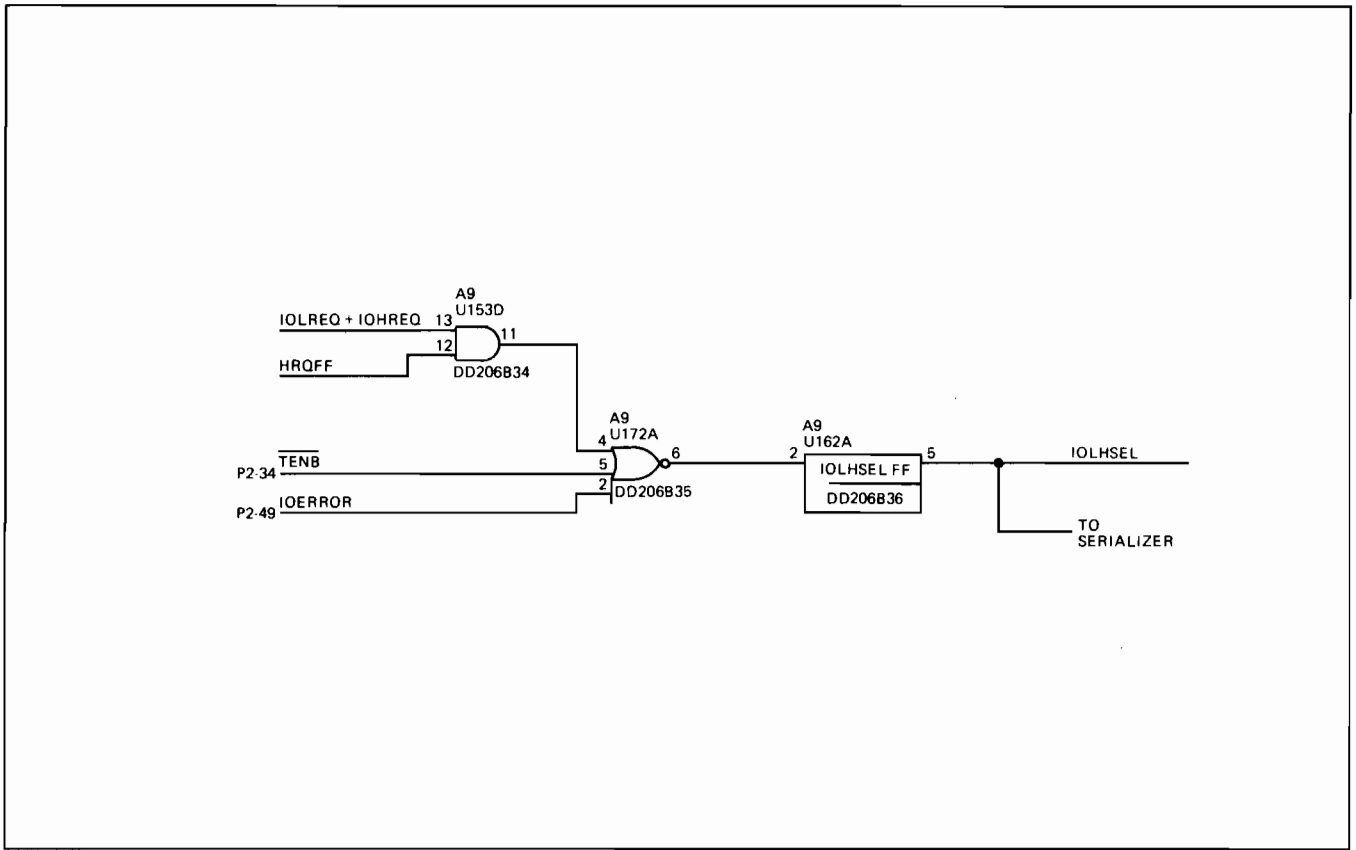 A9
U153D
IOLREQ + IOHREQ 13
11
12
HRQFF
DD206B34
A9
U172A
4
6
TENB
P2-34
5
2
DD206B35
IOERROR
P2-49
A9
U162A
2
5
IOLHSEL FF
DD206B36
IOLHSEL
TO
SERIALIZER